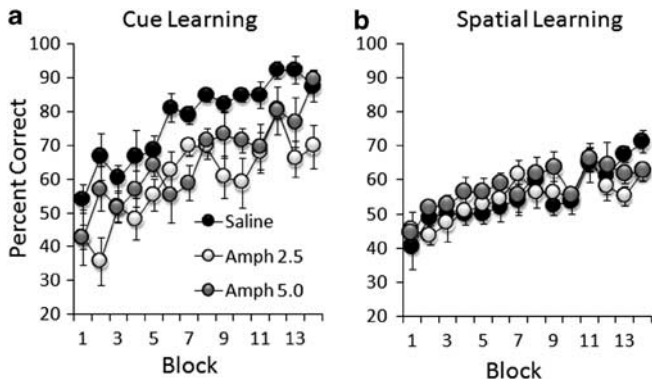 a Cue Learning
b Spatial Learning
Percent Correct
100
90
80
70
60
50
40
30
20
Saline
Amph 2.5
Amph 5.0
1 3 5 7 9 11 13
Block
100
90
80
70
60
50
40
30
20
1 3 5 7 9 11 13
Block